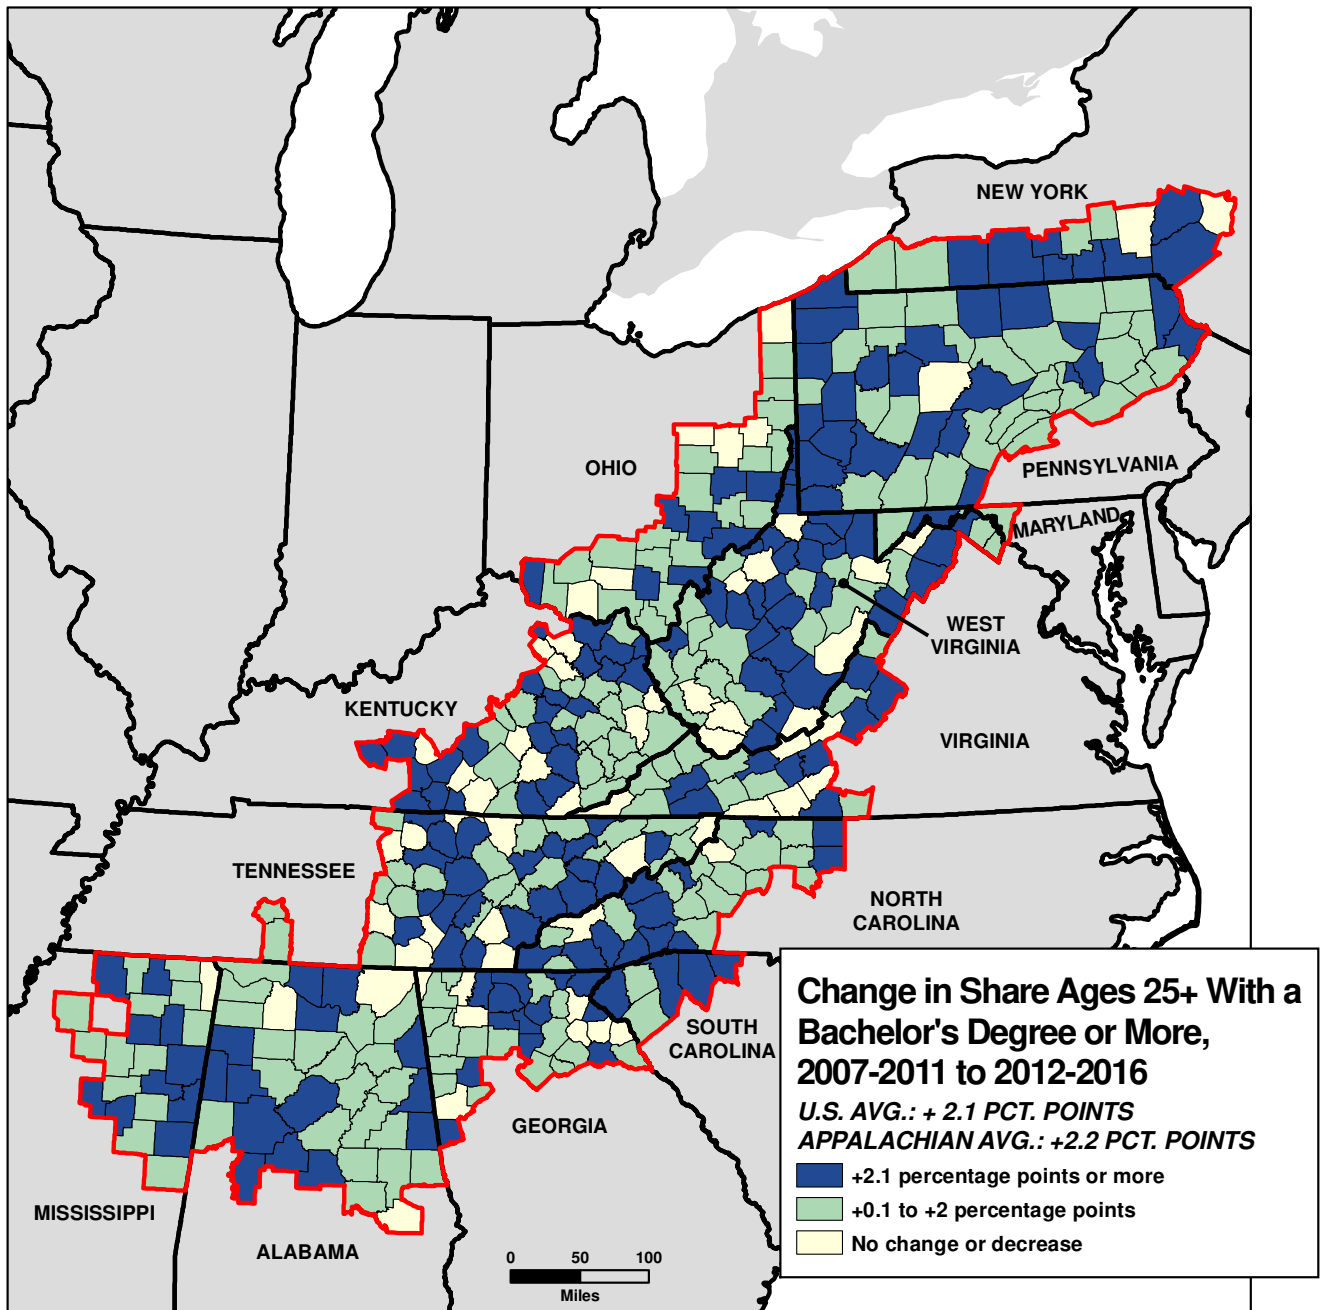 NEW YORK
OHIO
PENNSYLVANIA
MARYLAND
WEST
VIRGINIA
KENTUCKY
VIRGINIA
TENNESSEE
NORTH
CAROLINA
SOUTH
CAROLINA
GEORGIA
MISSISSIPPI
ALABAMA
0 50 100
Miles
Change in Share Ages 25+ With a
Bachelor's Degree or More,
2007-2011 to 2012-2016
U.S. AVG.: + 2.1 PCT. POINTS
APPALACHIAN AVG.: +2.2 PCT. POINTS
+2.1 percentage points or more
+0.1 to +2 percentage points
No change or decrease